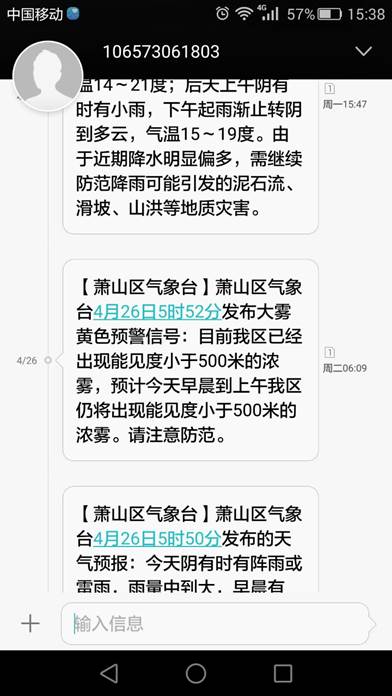 中国移动 4G 57% 15:38
106573061803
温14～21度；后天上午阴有
时有小雨，下午起雨渐止转阴
到多云，气温15～19度。由
于近期降水明显偏多，需继续
防范降雨可能引发的泥石流、
滑坡、山洪等地质灾害。
1
周一15:47
【萧山区气象台】萧山区气象
台4月26日5时52分发布大雾
黄色预警信号：目前我区已经
出现能见度小于500米的浓
雾，预计今天早晨到上午我区
仍将出现能见度小于500米的
浓雾。请注意防范。
4/26
1
周二06:09
【萧山区气象台】萧山区气象
台4月26日5时50分发布的天
气预报：今天阴有时有阵雨或
雷雨，雨量中到大，早晨有
输入信息